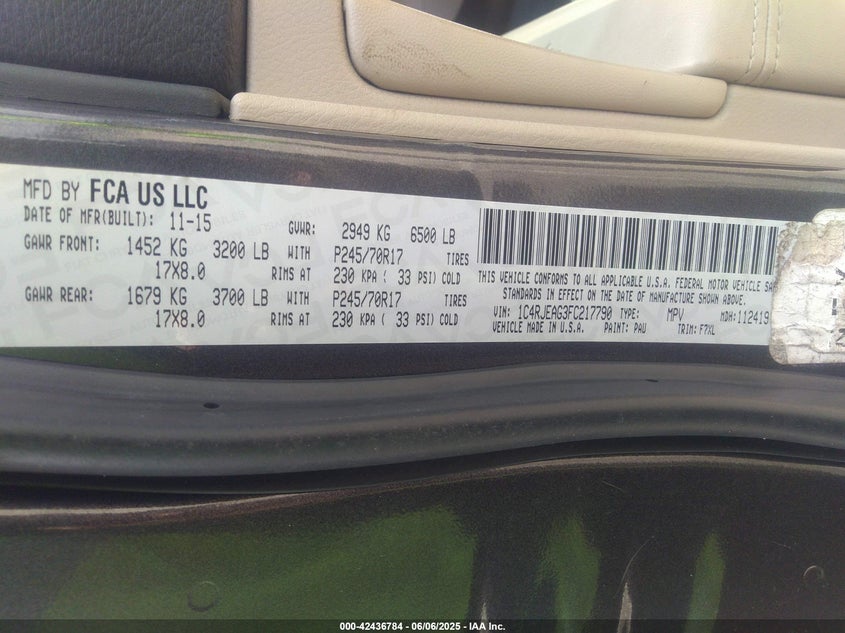 MFD BY FCA US LLC
DATE OF MFR(BUILT): 11-15 GVWR: 2949 KG 6500 LB
GAWR FRONT: 1452 KG 3200 LB WITH P245/70R17 TIRES
17X8.0 RIMS AT 230 KPA ( 33 PSI) COLD
GAWR REAR: 1679 KG 3700 LB WITH P245/70R17 TIRES
17X8.0 RIMS AT 230 KPA ( 33 PSI) COLD
THIS VEHICLE CONFORMS TO ALL APPLICABLE U.S.A. FEDERAL MOTOR VEHICLE SA
STANDARDS IN EFFECT ON THE DATE OF MANUFACTURE SHOWN ABOVE.
VIN: 1C4RJEAG3FC217790 TYPE: MPV MDH: 112419
VEHICLE MADE IN U.S.A. PAINT: PAU TRIM: F7XL
000-42436784 - 06/06/2025 - IAA Inc.